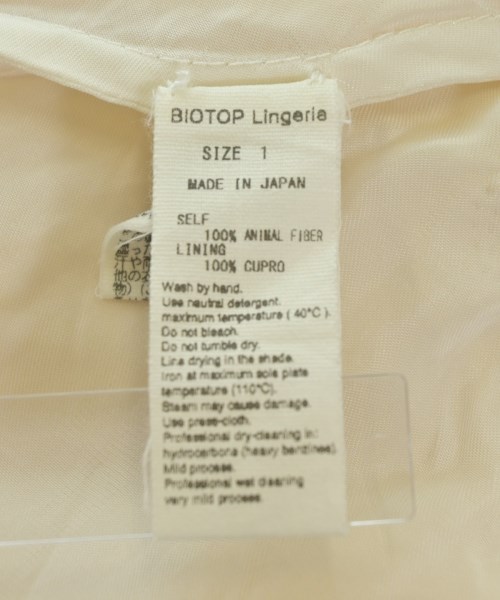 BIOTOP Lingerie
SIZE 1
MADE IN JAPAN
SELF
100% ANIMAL FIBER
LINING
100% CUPRO
Wash by hand.
Use neutral detergent.
maximum temperature ( 40°C ).
Do not bleach.
Do not tumble dry.
Line drying in the shade.
Iron at maximum sole plate
temperature (110°C).
Steam may cause damage.
Use press-cloth.
Professional dry-cleaning in:
hydrocarbons (heavy benzines).
Mild process.
Professional wet cleaning
very mild process.